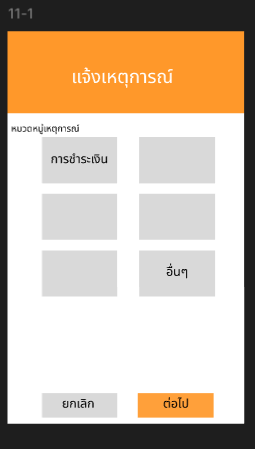 11-1
แจ้งเหตุการณ์
หมวดหมู่เหตุการณ์
การชำระเงิน
อื่นๆ
ยกเลิก
ต่อไป